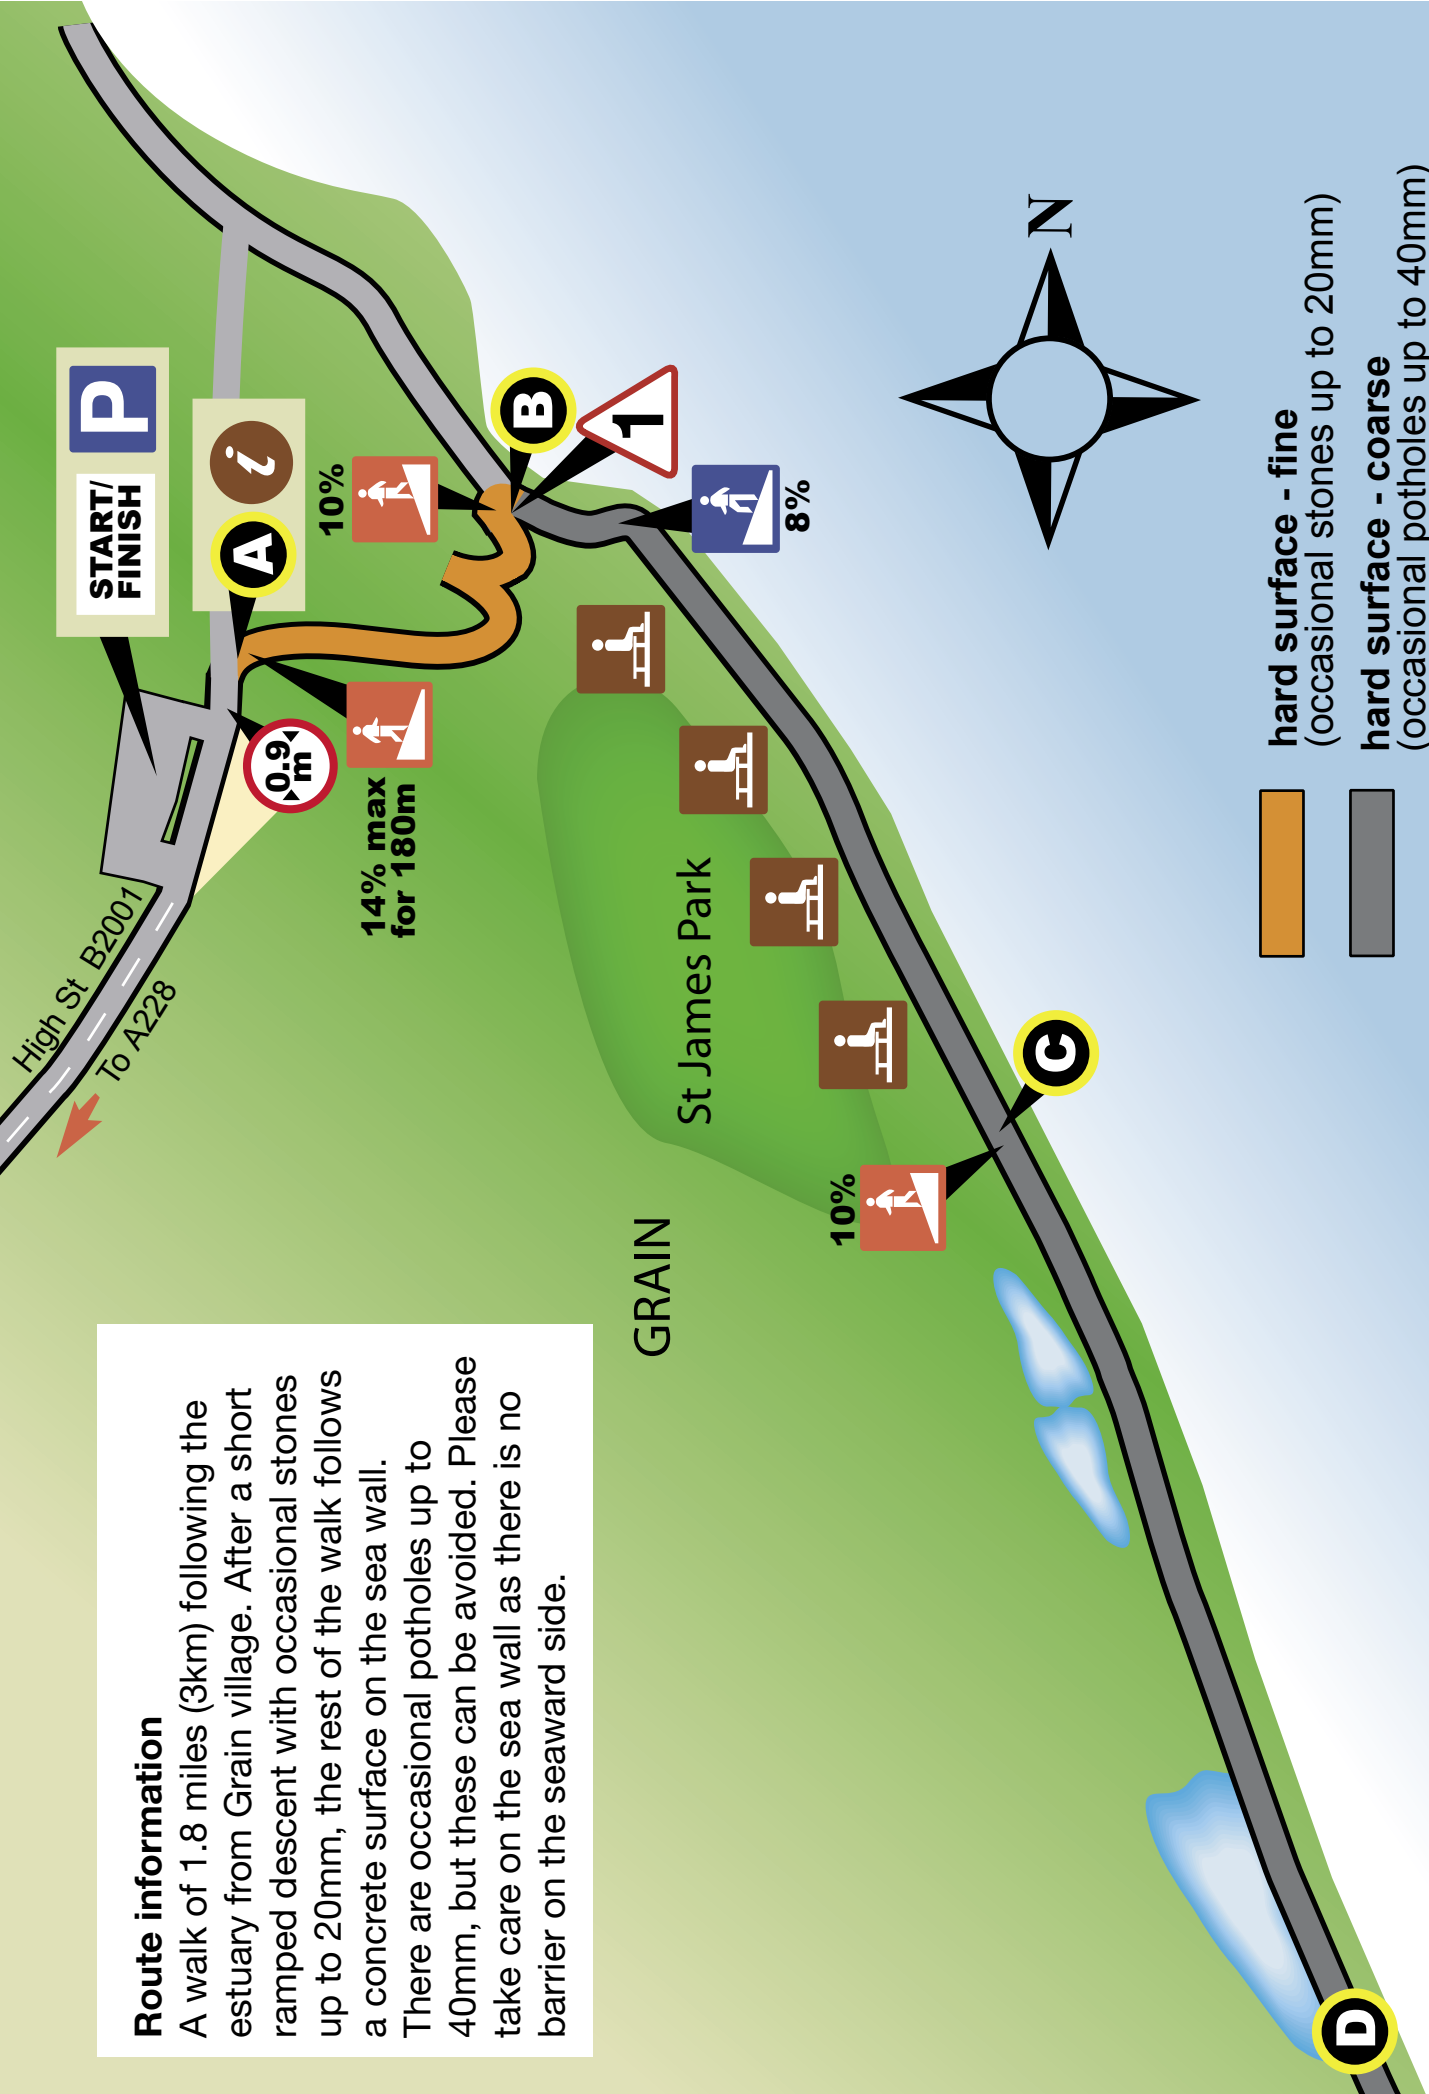 Route information
A walk of 1.8 miles (3km) following the
estuary from Grain village. After a short
ramped descent with occasional stones
up to 20mm, the rest of the walk follows
a concrete surface on the sea wall.
There are occasional potholes up to
40mm, but these can be avoided. Please
take care on the sea wall as there is no
barrier on the seaward side.
High St B2001
To A228
START/
FINISH
P
A
i
0.9
m
14% max
for 180m
10%
B
1
8%
St James Park
GRAIN
10%
C
D
N
hard surface - fine
(occasional stones up to 20mm)
hard surface - coarse
(occasional potholes up to 40mm)